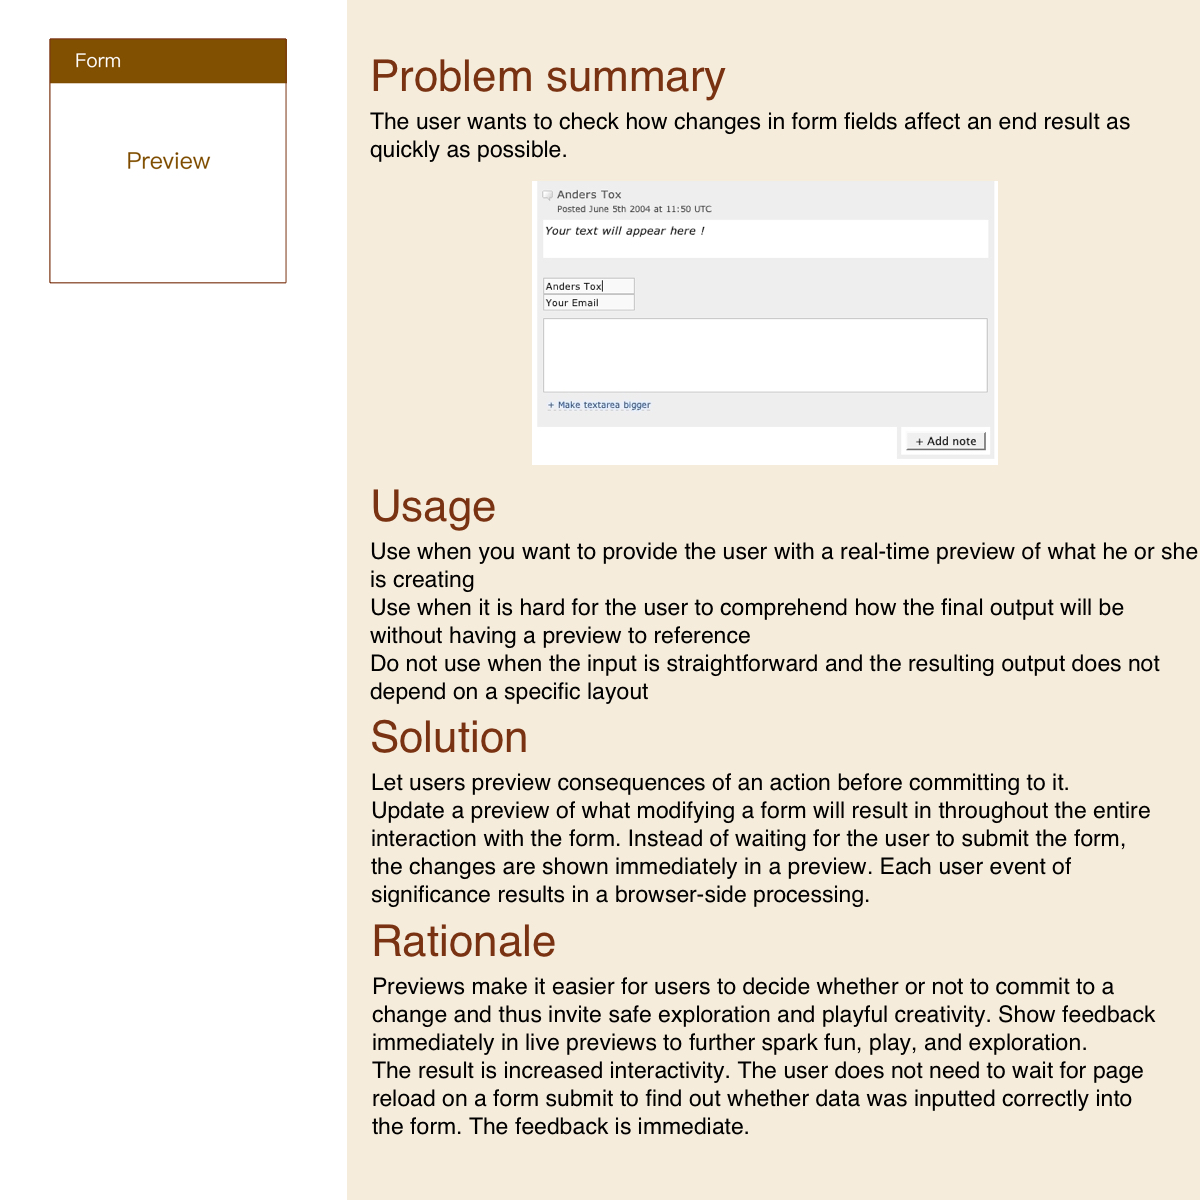 Form
Preview
Problem summary
The user wants to check how changes in form fields affect an end result as
quickly as possible.
Anders Tox
Posted June 5th 2004 at 11:50 UTC
Your text will appear here !
Anders Tox
Your Email
+ Make textarea bigger
+ Add note
Usage
Use when you want to provide the user with a real-time preview of what he or she
is creating
Use when it is hard for the user to comprehend how the final output will be
without having a preview to reference
Do not use when the input is straightforward and the resulting output does not
depend on a specific layout
Solution
Let users preview consequences of an action before committing to it.
Update a preview of what modifying a form will result in throughout the entire
interaction with the form. Instead of waiting for the user to submit the form,
the changes are shown immediately in a preview. Each user event of
significance results in a browser-side processing.
Rationale
Previews make it easier for users to decide whether or not to commit to a
change and thus invite safe exploration and playful creativity. Show feedback
immediately in live previews to further spark fun, play, and exploration.
The result is increased interactivity. The user does not need to wait for page
reload on a form submit to find out whether data was inputted correctly into
the form. The feedback is immediate.